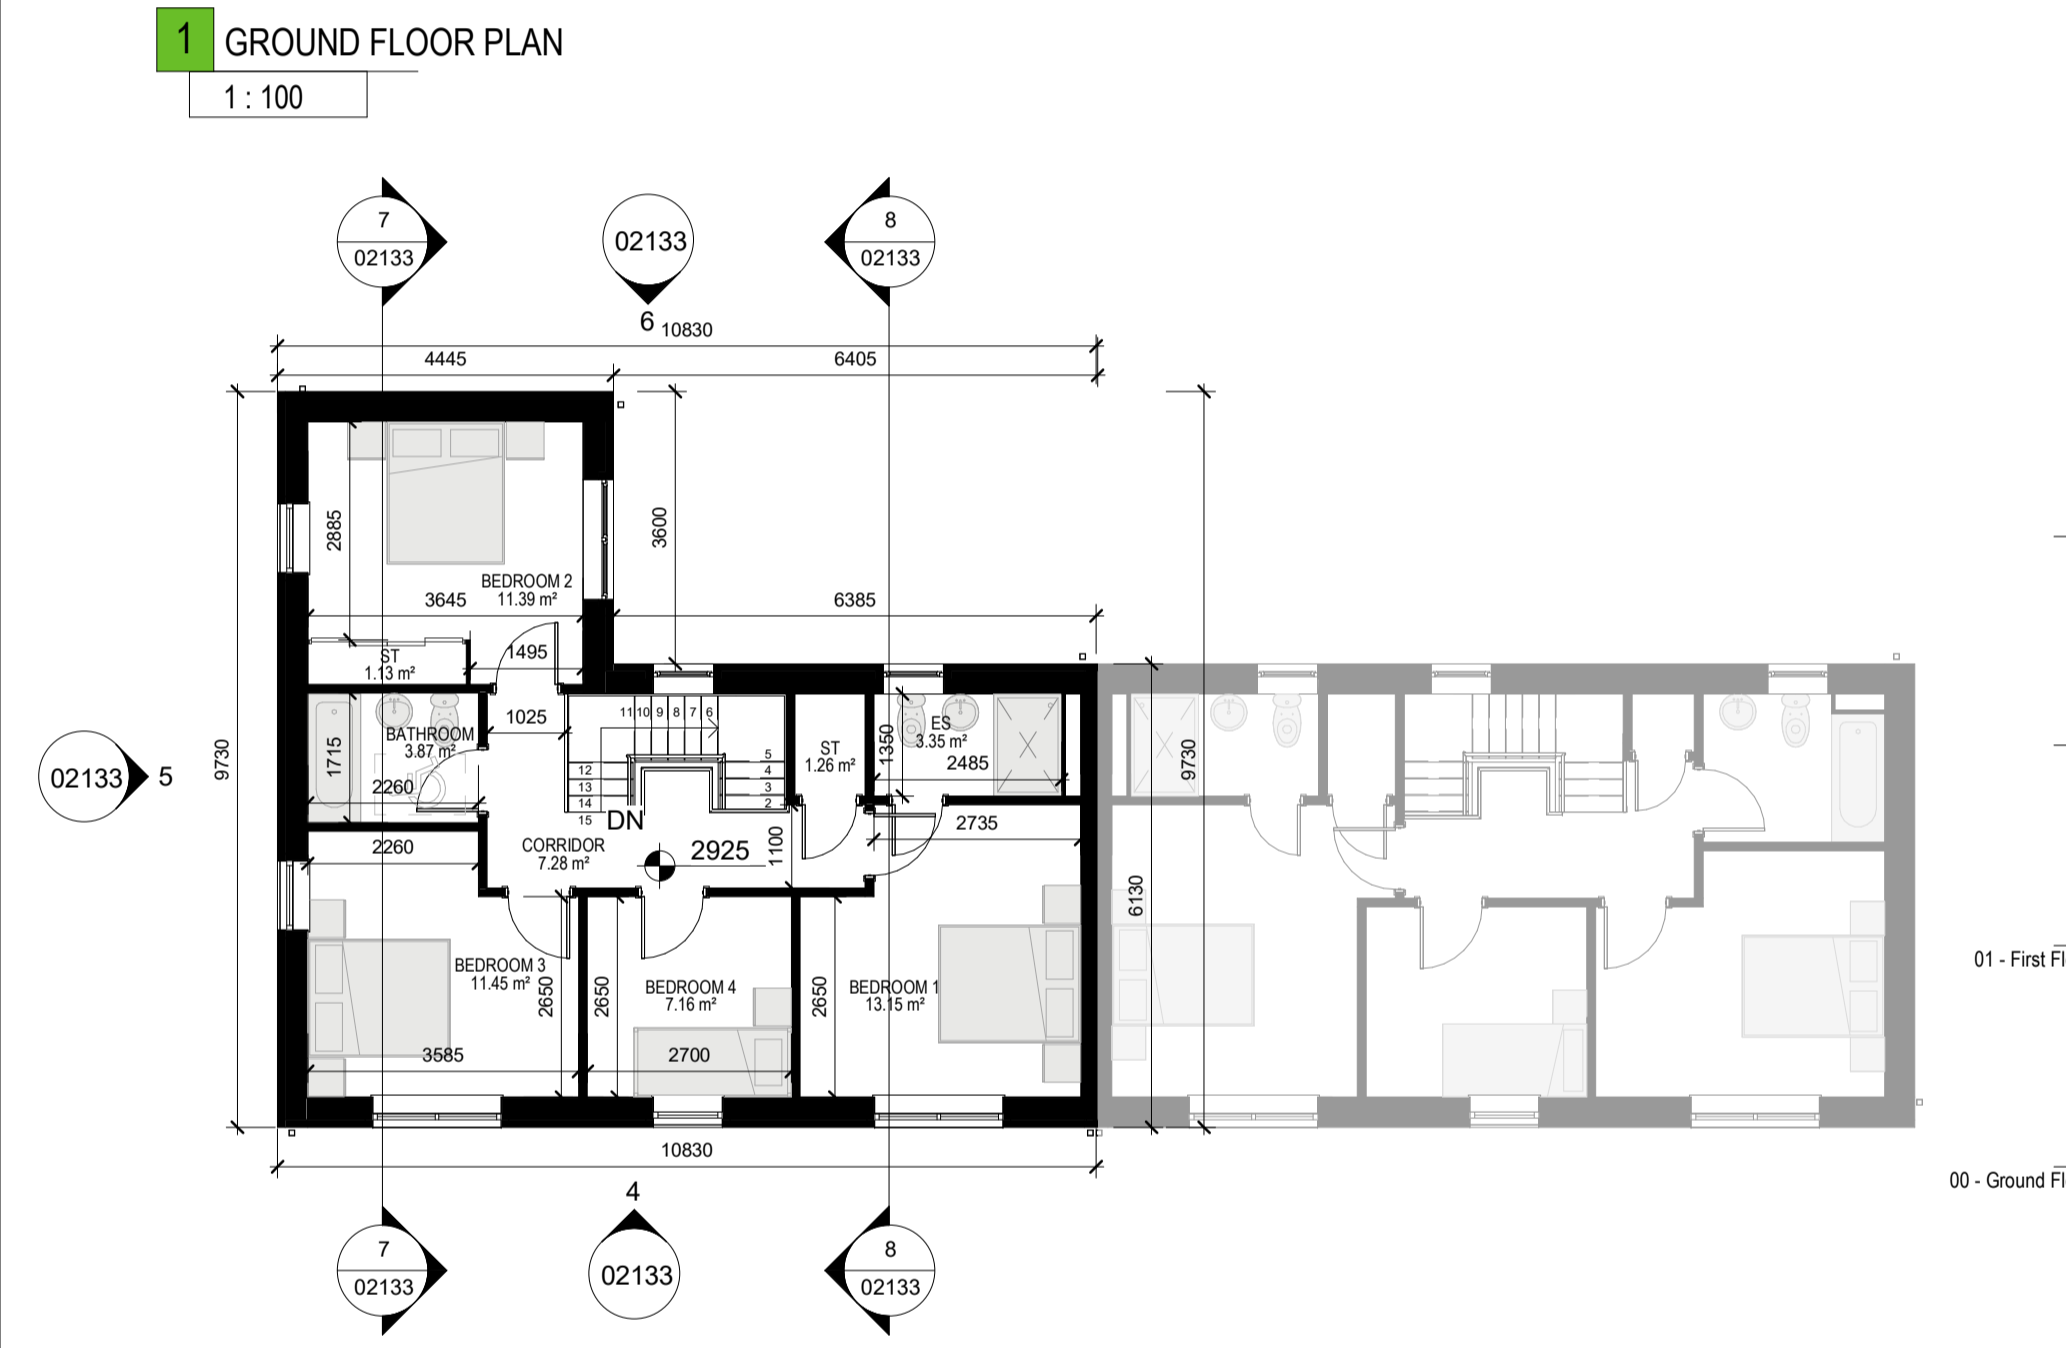 1 GROUND FLOOR PLAN
1 : 100
7
02133
02133
6
8
02133
10830
4445
6405
9730
2885
3600
BEDROOM 2
11.39 m²
3645
6385
ST
1.13 m²
1495
1025
BATHROOM
3.87 m²
1715
2260
11 10 9 8 7 6
5
4
3
2
12
13
14
15
DN
ST
1.26 m²
ES
3.35 m²
1350
2485
9730
02133
5
CORRIDOR
7.28 m²
2925
1100
2735
2260
6130
BEDROOM 3
11.45 m²
2650
3585
BEDROOM 4
7.16 m²
2650
2700
BEDROOM 1
13.15 m²
2650
01 - First Fl
10830
00 - Ground Fl
7
02133
4
02133
8
02133